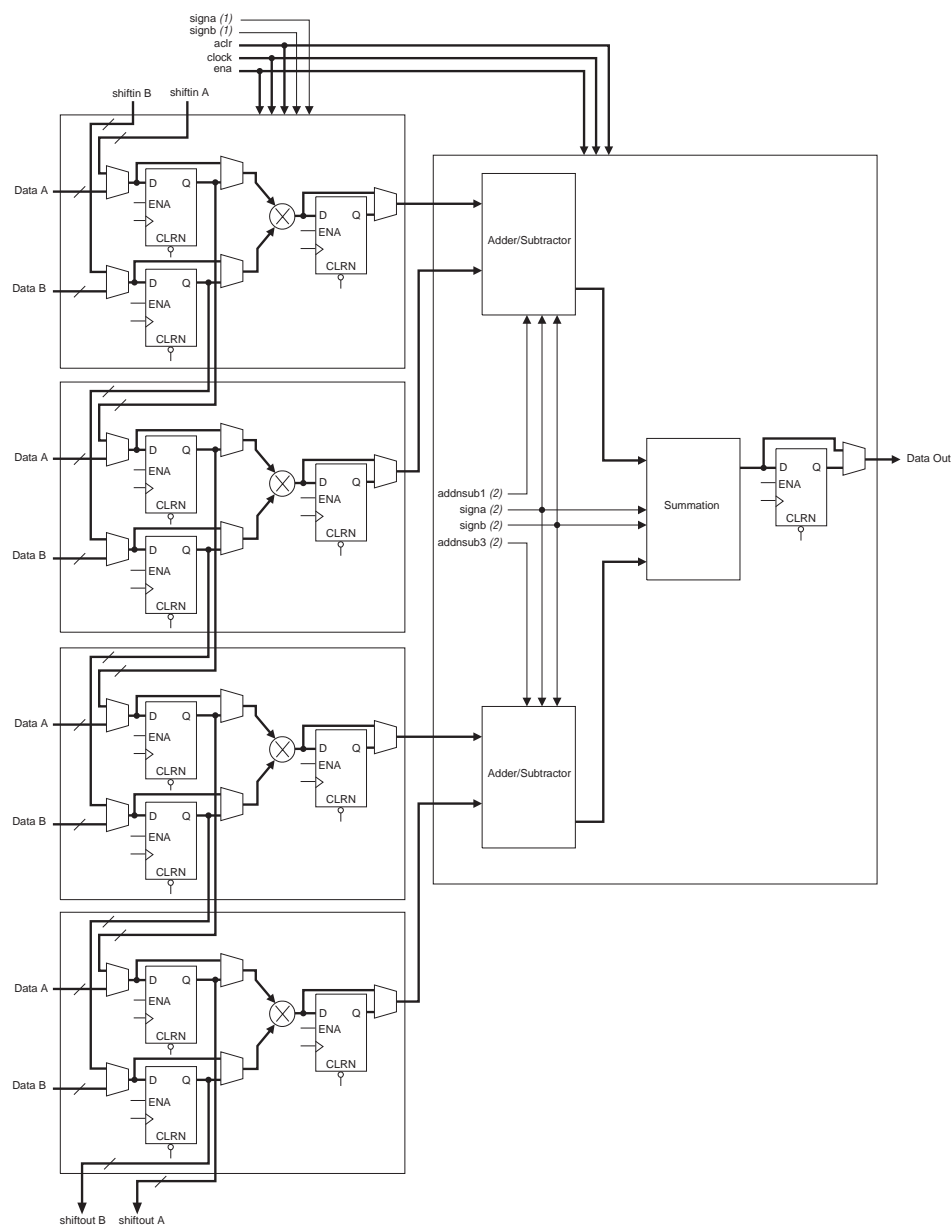 signa (1)
signb (1)
aclr
clock
ena
shiftin B
shiftin A
Data A
D Q
ENA
CLRN
D Q
ENA
CLRN
Data B
D Q
ENA
CLRN
Adder/Subtractor
Data A
D Q
ENA
CLRN
D Q
ENA
CLRN
Data B
D Q
ENA
CLRN
addnsub1 (2)
signa (2)
signb (2)
addnsub3 (2)
Summation
D Q
ENA
CLRN
Data Out
Data A
D Q
ENA
CLRN
D Q
ENA
CLRN
Data B
D Q
ENA
CLRN
Adder/Subtractor
Data A
D Q
ENA
CLRN
D Q
ENA
CLRN
Data B
D Q
ENA
CLRN
shiftout B
shiftout A